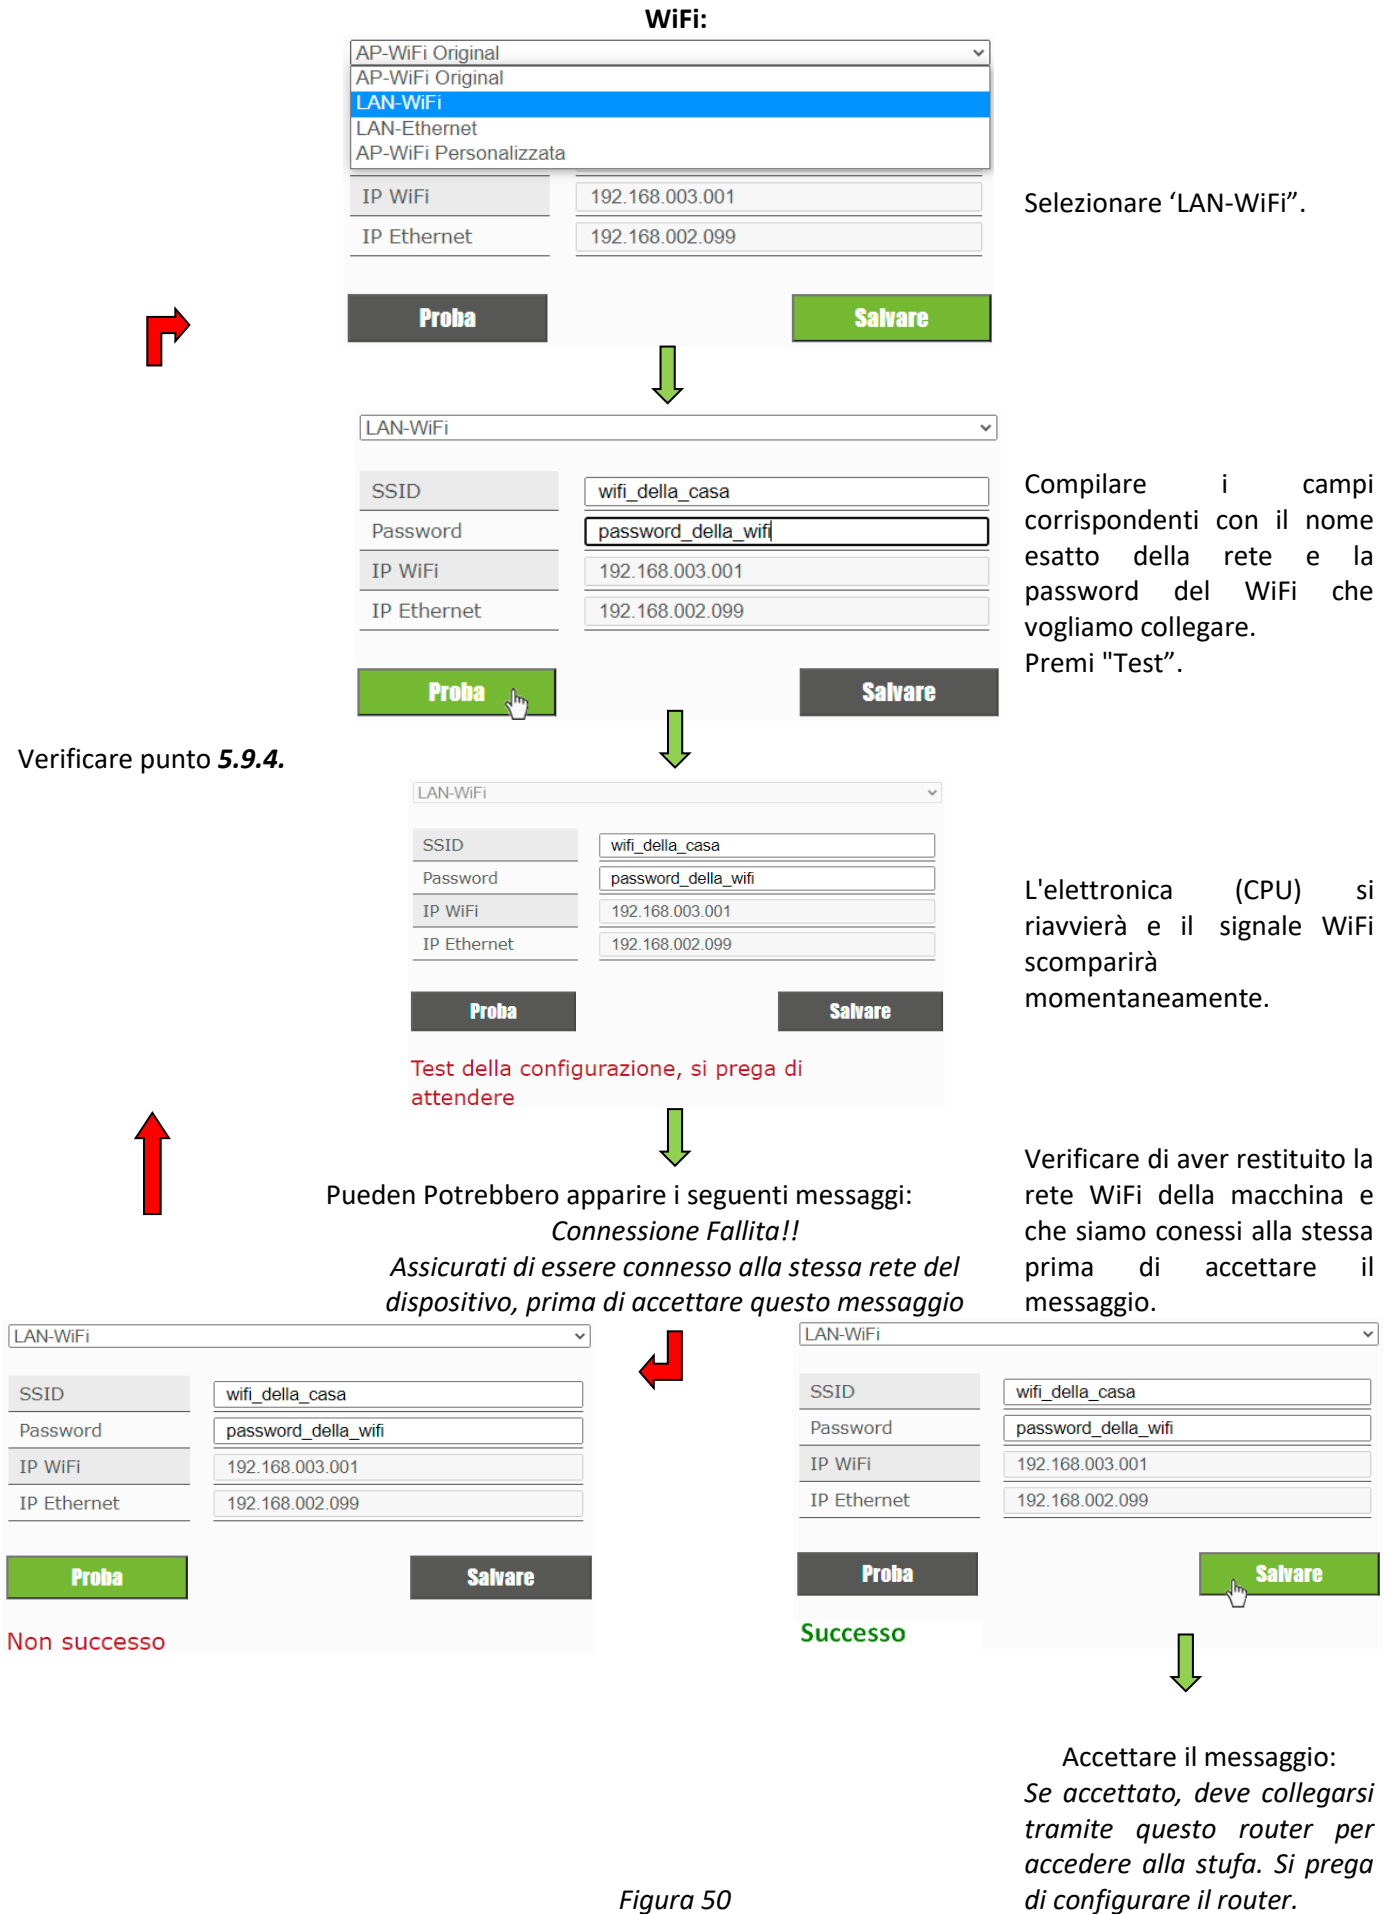 WiFi:
AP-WiFi Original
AP-WiFi Original
LAN-WiFi
LAN-Ethernet
AP-WiFi Personalizzata
IP WiFi 192.168.003.001
IP Ethernet 192.168.002.099
Proba Salvare
Selezionare ‘LAN-WiFi”.
LAN-WiFi
SSID wifi_della_casa
Password password_della_wifi
IP WiFi 192.168.003.001
IP Ethernet 192.168.002.099
Proba Salvare
Compilare i campi
corrispondenti con il nome
esatto della rete e la
password del WiFi che
vogliamo collegare.
Premi "Test”.
Verificare punto 5.9.4.
LAN-WiFi
SSID wifi_della_casa
Password password_della_wifi
IP WiFi 192.168.003.001
IP Ethernet 192.168.002.099
Proba Salvare
Test della configurazione, si prega di
attendere
L'elettronica (CPU) si
riavvierà e il signale WiFi
scomparirà
momentaneamente.
Pueden Potrebbero apparire i seguenti messaggi:
Connessione Fallita!!
Assicurati di essere connesso alla stessa rete del
dispositivo, prima di accettare questo messaggio
Verificare di aver restituito la
rete WiFi della macchina e
che siamo conessi alla stessa
prima di accettare il
messaggio.
LAN-WiFi
SSID wifi_della_casa
Password password_della_wifi
IP WiFi 192.168.003.001
IP Ethernet 192.168.002.099
Proba Salvare
Non successo
LAN-WiFi
SSID wifi_della_casa
Password password_della_wifi
IP WiFi 192.168.003.001
IP Ethernet 192.168.002.099
Proba Salvare
Successo
Accettare il messaggio:
Se accettato, deve collegarsi
tramite questo router per
accedere alla stufa. Si prega
di configurare il router.
Figura 50